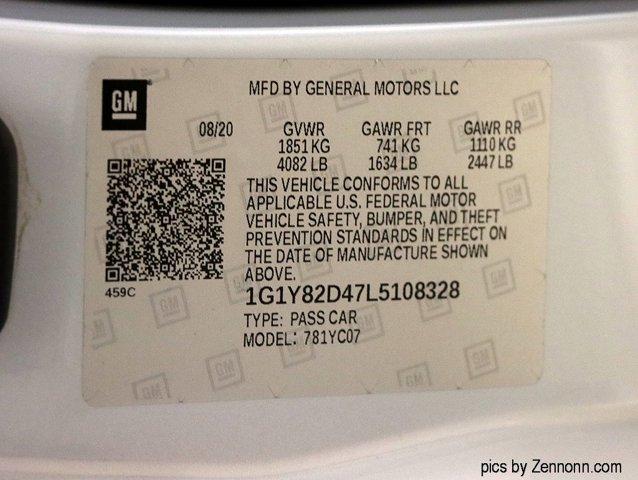 GM
MFD BY GENERAL MOTORS LLC
08/20 GVWR GAWR FRT GAWR RR
1851 KG 741 KG 1110 KG
4082 LB 1634 LB 2447 LB
THIS VEHICLE CONFORMS TO ALL
APPLICABLE U.S. FEDERAL MOTOR
VEHICLE SAFETY, BUMPER, AND THEFT
PREVENTION STANDARDS IN EFFECT ON
THE DATE OF MANUFACTURE SHOWN
ABOVE.
459C
1G1Y82D47L5108328
TYPE: PASS CAR
MODEL: 781YC07
pics by Zennonn.com